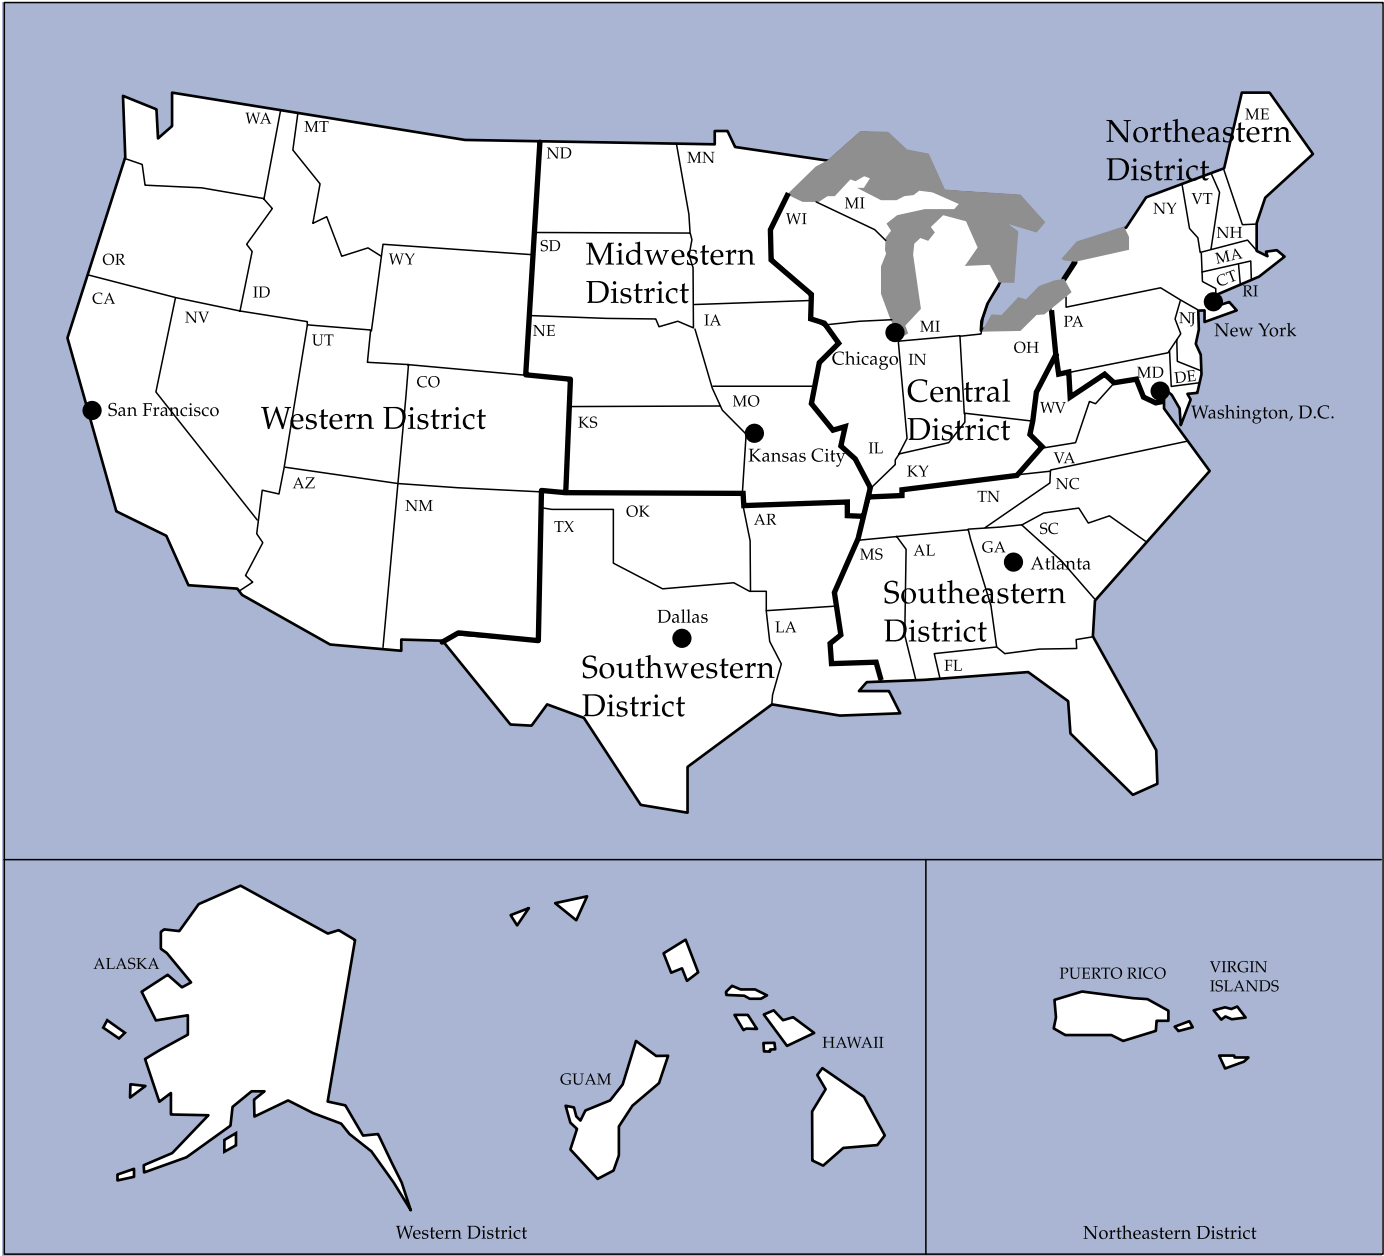 ME
Northeastern
District
WA
MT
ND
MN
NY
VT
NH
MI
WI
OR
WY
SD
Midwestern
District
MA
CT
RI
CA
ID
NV
UT
NE
IA
MI
PA
NJ
New York
Chicago
IN
OH
MD
DE
CO
San Francisco
Western District
KS
MO
Kansas City
Central
District
WV
Washington, D.C.
IL
KY
VA
AZ
NM
TX
OK
AR
TN
NC
MS
AL
GA
SC
Atlanta
Southeastern
District
Dallas
LA
FL
Southwestern
District
ALASKA
GUAM
HAWAII
Western District
PUERTO RICO
VIRGIN
ISLANDS
Northeastern District